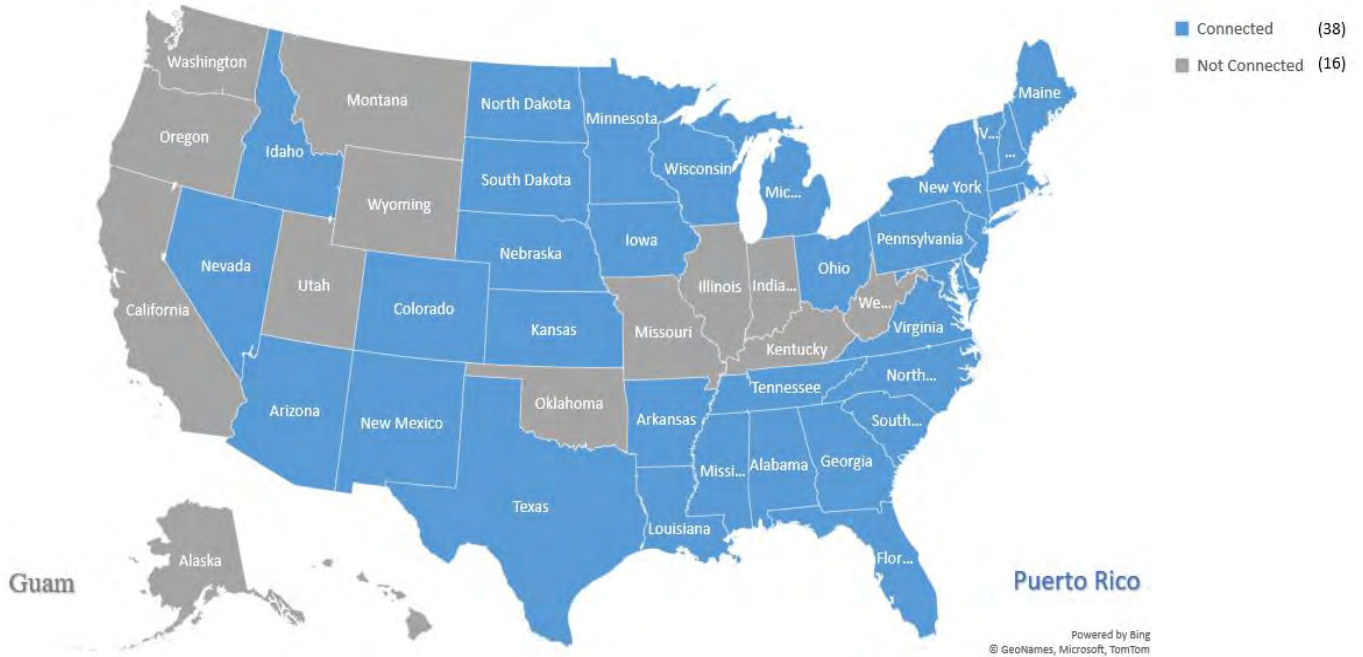 Connected (38)
Not Connected (16)
Washington
Montana
North Dakota
Minnesota
Maine
Oregon
Idaho
V...
...
Wisconsin
South Dakota
Mic...
New York
Wyoming
Iowa
Pennsylvania
Nebraska
Nevada
Ohio
Utah
Illinois
India...
California
Colorado
We...
Kansas
Missouri
Virginia
Kentucky
North...
Tennessee
Oklahoma
Arizona
New Mexico
Arkansas
South...
Missi...
Alabama
Georgia
Texas
Louisiana
Flor...
Alaska
Guam
Puerto Rico
Powered by Bing
© GeoNames, Microsoft, TomTom